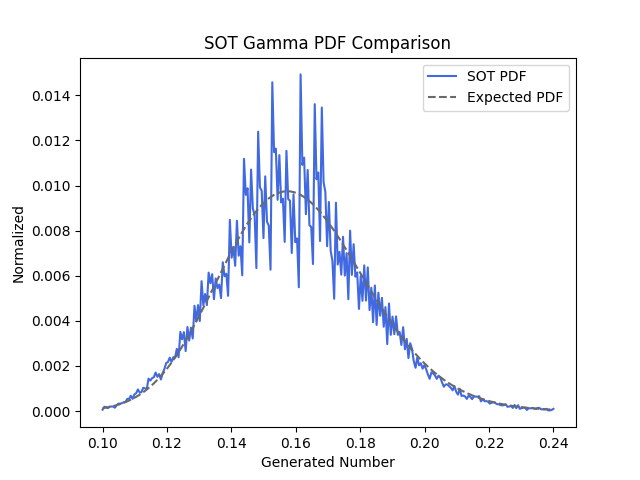 SOT Gamma PDF Comparison
SOT PDF
Expected PDF
Normalized
0.014
0.012
0.010
0.008
0.006
0.004
0.002
0.000
0.10 0.12 0.14 0.16 0.18 0.20 0.22 0.24
Generated Number